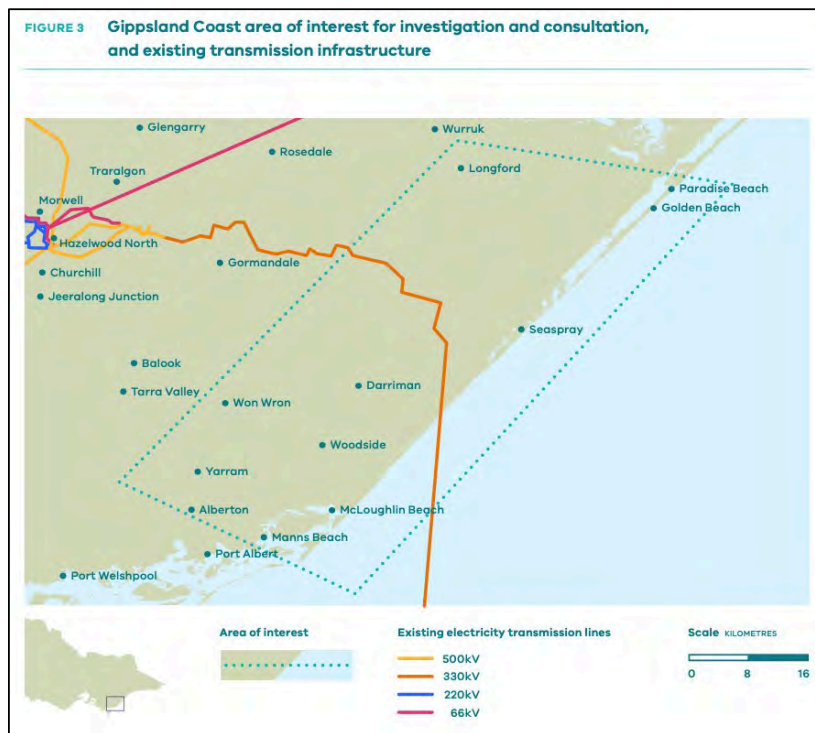 FIGURE 3 Gippsland Coast area of interest for investigation and consultation,
and existing transmission infrastructure
Glengarry
Wurruk
Rosedale
Longford
Traralgon
Paradise Beach
Morwell
Golden Beach
Hazelwood North
Gormandale
Churchill
Jeeralong Junction
Seaspray
Balook
Darriman
Tarra Valley
Won Wron
Woodside
Yarram
Alberton
McLoughlin Beach
Manns Beach
Port Albert
Port Welshpool
Area of interest
Existing electricity transmission lines
500kV
330kV
220kV
66kV
Scale KILOMETRES
0 8 16